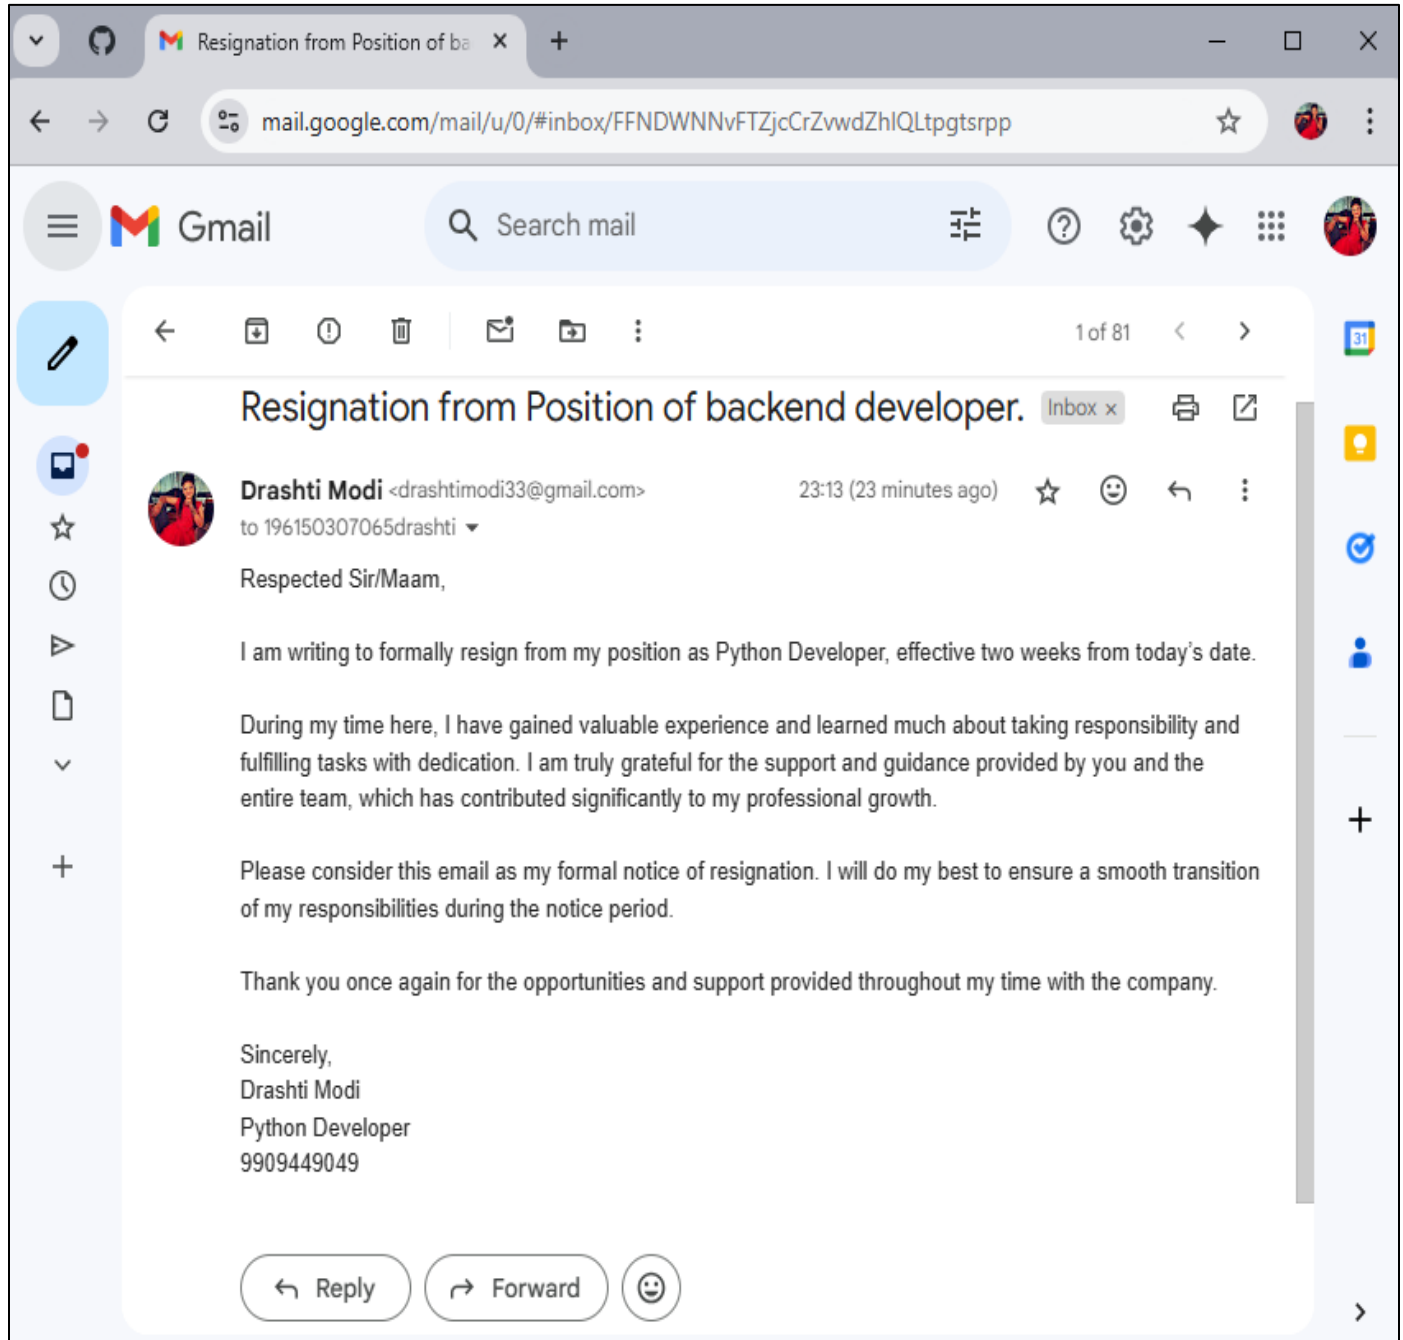 Resignation from Position of ba
mail.google.com/mail/u/0/#inbox/FFNDWNNvFTZjcCrZvwdZhlQLtpgtsrpp
Gmail
Search mail
1 of 81
31
Resignation from Position of backend developer.
Inbox ×
Drashti Modi <drashtimodi33@gmail.com>
23:13 (23 minutes ago)
to 196150307065drashti
Respected Sir/Maam,
I am writing to formally resign from my position as Python Developer, effective two weeks from today’s date.
During my time here, I have gained valuable experience and learned much about taking responsibility and
fulfilling tasks with dedication. I am truly grateful for the support and guidance provided by you and the
entire team, which has contributed significantly to my professional growth.
Please consider this email as my formal notice of resignation. I will do my best to ensure a smooth transition
of my responsibilities during the notice period.
Thank you once again for the opportunities and support provided throughout my time with the company.
Sincerely,
Drashti Modi
Python Developer
9909449049
Reply
Forward